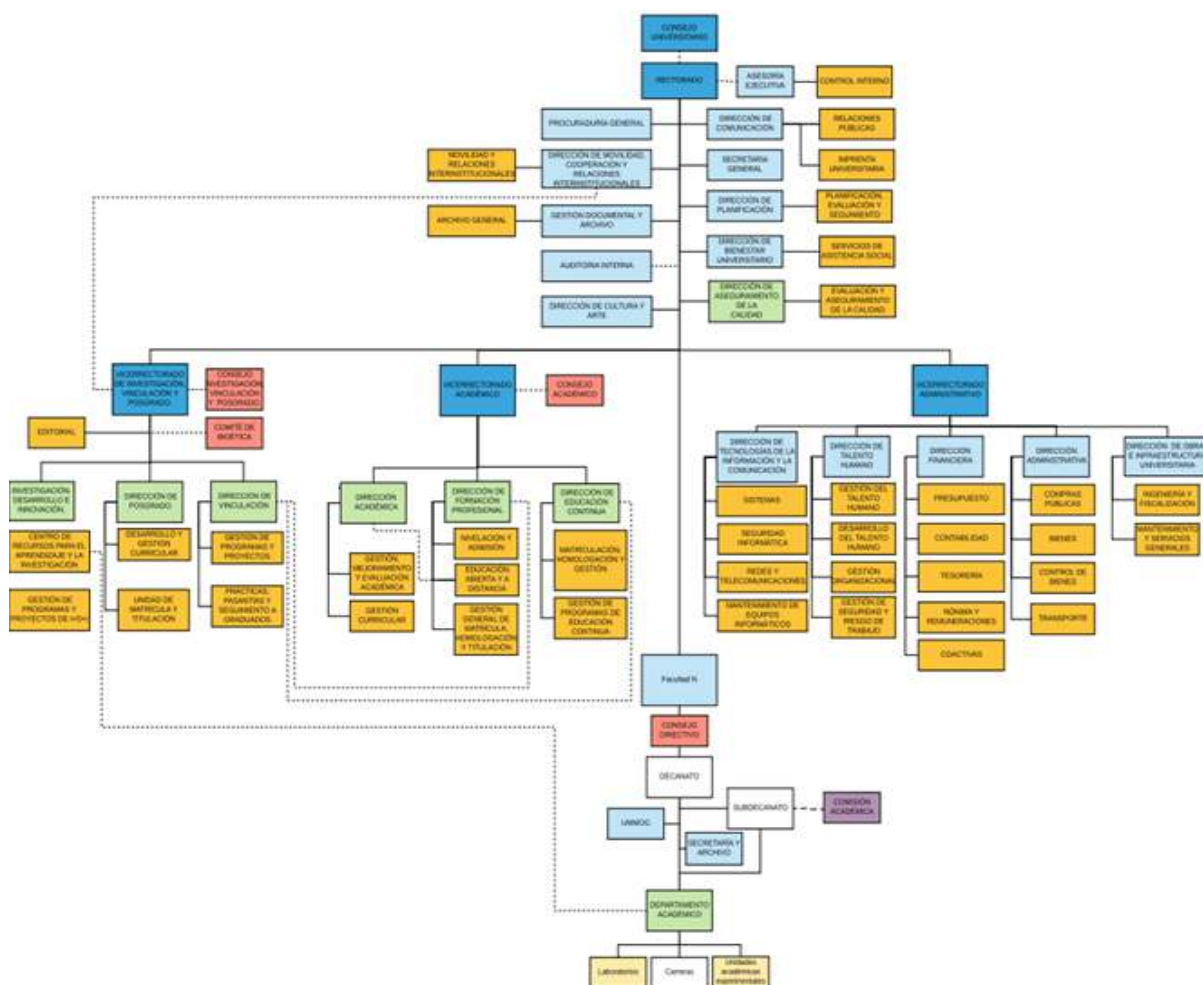 CONSEJO
UNIVERSITARIO
RECTORADO
ASESORÍA
EJECUTIVA
CONTROL INTERNO
PROCURADURÍA GENERAL
DIRECCIÓN DE
COMUNICACIÓN
RELACIONES
PÚBLICAS
MOVILIDAD Y
RELACIONES
INTERINSTITUCIONALES
DIRECCIÓN DE MOVILIDAD,
COOPERACIÓN Y
RELACIONES
INTERINSTITUCIONALES
SECRETARÍA
GENERAL
IMPRENTA
UNIVERSITARIA
DIRECCIÓN DE
PLANIFICACIÓN
PLANIFICACIÓN,
EVALUACIÓN Y
SEGUIMIENTO
ARCHIVO GENERAL
GESTIÓN DOCUMENTAL Y
ARCHIVO
DIRECCIÓN DE
BIENESTAR
UNIVERSITARIO
SERVICIOS DE
ASISTENCIA SOCIAL
AUDITORIA INTERNA
DIRECCIÓN DE CULTURA Y
ARTE
DIRECCIÓN DE
ASEGURAMIENTO
DE LA
CALIDAD
EVALUACIÓN Y
ASEGURAMIENTO
DE LA CALIDAD
VICERRECTORADO
DE INVESTIGACIÓN,
VINCULACIÓN Y
POSGRADO
CONSEJO
INVESTIGACIÓN
VINCULACIÓN
Y POSGRADO
VICERRECTORADO
ACADÉMICO
CONSEJO
ACADÉMICO
VICERRECTORADO
ADMINISTRATIVO
EDITORIAL
COMITÉ DE
BIOÉTICA
INVESTIGACIÓN
DESARROLLO E
INNOVACIÓN.
DIRECCIÓN DE
POSGRADO
DIRECCIÓN DE
VINCULACIÓN
CENTRO DE
RECURSOS PARA EL
APRENDIZAJE Y LA
INVESTIGACIÓN
DESARROLLO Y
GESTIÓN
CURRICULAR
GESTIÓN DE
PROGRAMAS Y
PROYECTOS
GESTIÓN DE
PROGRAMAS Y
PROYECTOS DE
UNIDAD DE
MATRÍCULA Y
TITULACIÓN
PRÁCTICAS,
PASANTÍAS Y
SEGUIMIENTO A
GRADUADOS
DIRECCIÓN
ACADÉMICA
DIRECCIÓN DE
FORMACIÓN
PROFESIONAL
DIRECCIÓN DE
EDUCACIÓN
CONTINUA
GESTIÓN,
MEJORAMIENTO
Y EVALUACIÓN
ACADÉMICA
GESTIÓN
CURRICULAR
NIVELACIÓN Y
ADMISIÓN
EDUCACIÓN
ABIERTA Y A
DISTANCIA
GESTIÓN
GENERAL DE
MATRÍCULA,
HOMOLOGACIÓN
Y TITULACIÓN
MATRICULACIÓN,
HOMOLOGACIÓN Y
GESTIÓN
GESTIÓN DE
PROGRAMAS DE
EDUCACIÓN
CONTINUA
DIRECCIÓN DE
TECNOLOGÍAS DE LA
INFORMACIÓN Y LA
COMUNICACIÓN
SISTEMAS
SEGURIDAD
INFORMÁTICA
REDES Y
TELECOMUNICACIONES
MANTENIMIENTO DE
EQUIPOS
INFORMÁTICOS
DIRECCIÓN DE
TALENTO
HUMANO
GESTIÓN DEL
TALENTO
HUMANO
DESARROLLO
DEL TALENTO
HUMANO
GESTIÓN
ORGANIZACIONAL
GESTIÓN DE
SEGURIDAD Y
RIESGO DE
TRABAJO
DIRECCIÓN
FINANCIERA
PRESUPUESTO
CONTABILIDAD
TESORERÍA
NÓMINA Y
REMUNERACIONES
COACTIVAS
DIRECCIÓN
ADMINISTRATIVA
COMPRAS
PÚBLICAS
BIENES
CONTROL DE
BIENES
TRANSPORTE
DIRECCIÓN DE OBRA
E INFRAESTRUCTURA
UNIVERSITARIA
INGENIERÍA Y
FISCALIZACIÓN
MANTENIMIENTO
Y SERVICIOS
GENERALES
Facultad N
CONSEJO
DIRECTIVO
DECANATO
SUBDECANATO
COMISIÓN
ACADÉMICA
SECRETARÍA Y
ARCHIVO
DEPARTAMENTO
ACADÉMICO
Laboratorios
Carreras
Unidades
académicas
experimentales